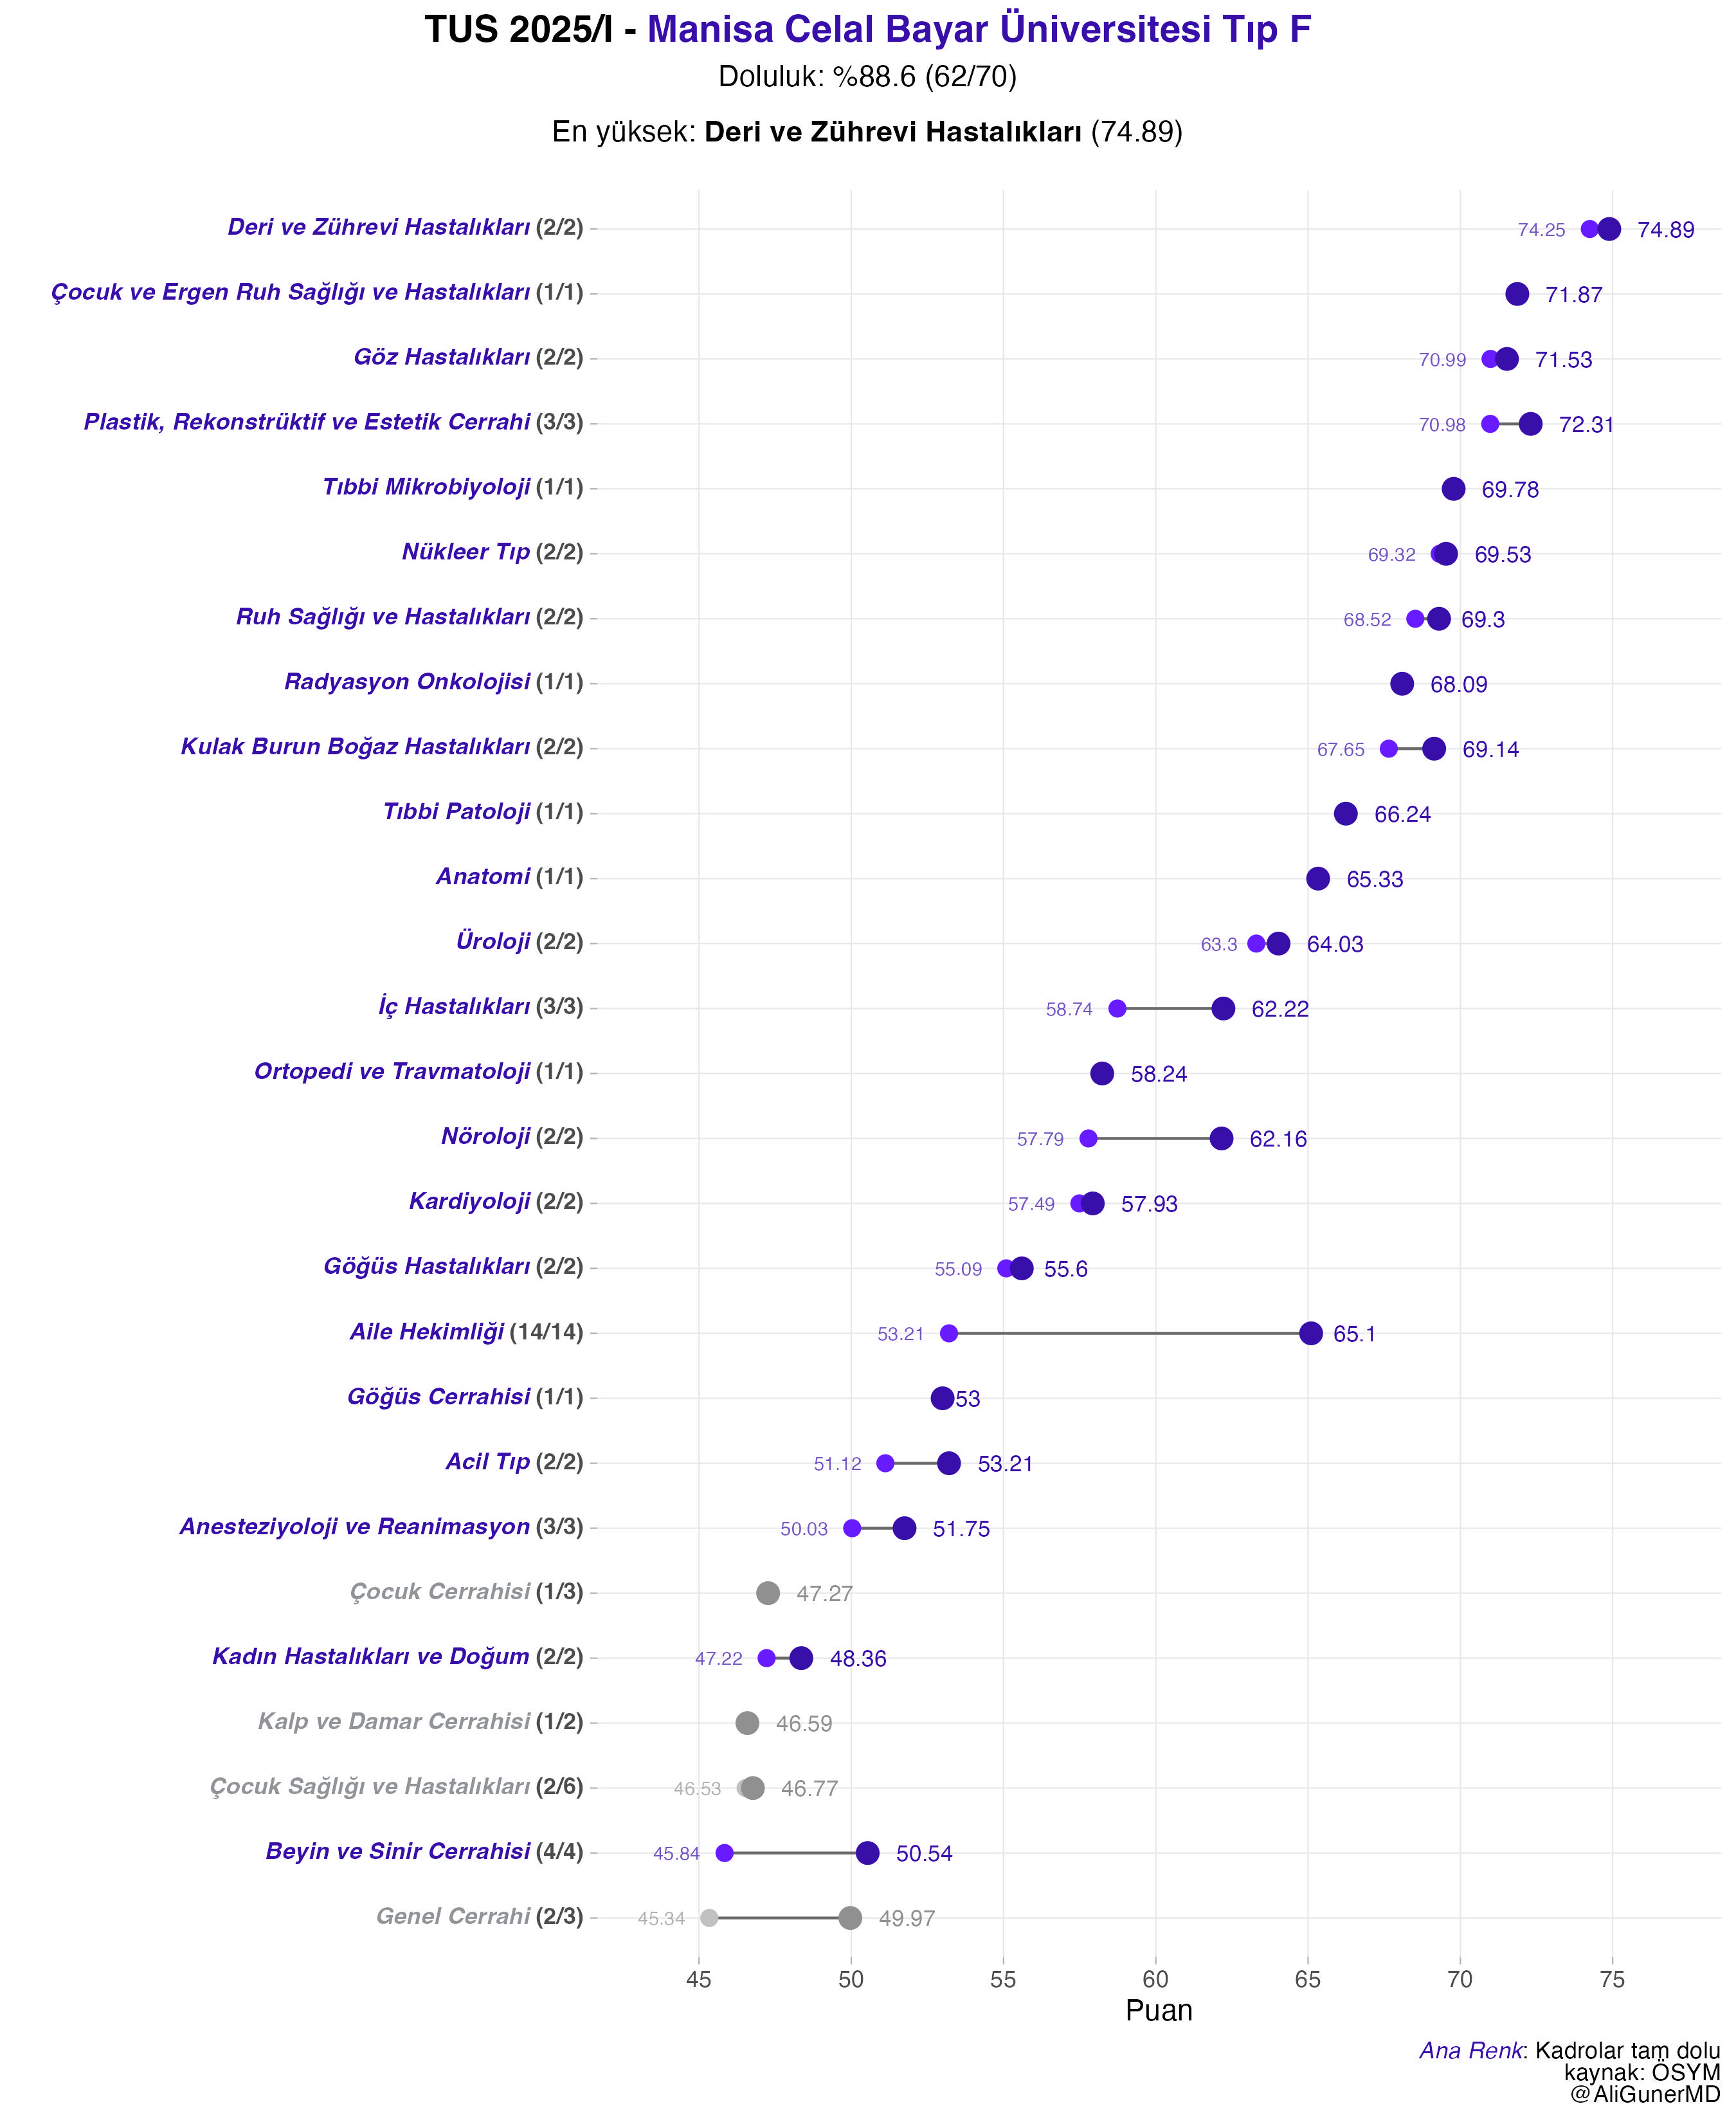 TUS 2025/I - Manisa Celal Bayar Üniversitesi Tıp F
Doluluk: %88.6 (62/70)
En yüksek: Deri ve Zührevi Hastalıkları (74.89)
Deri ve Zührevi Hastalıkları (2/2) 74.25 74.89
Çocuk ve Ergen Ruh Sağlığı ve Hastalıkları (1/1) 71.87
Göz Hastalıkları (2/2) 70.99 71.53
Plastik, Rekonstrüktif ve Estetik Cerrahi (3/3) 70.98 72.31
Tıbbi Mikrobiyoloji (1/1) 69.78
Nükleer Tıp (2/2) 69.32 69.53
Ruh Sağlığı ve Hastalıkları (2/2) 68.52 69.3
Radyasyon Onkolojisi (1/1) 68.09
Kulak Burun Boğaz Hastalıkları (2/2) 67.65 69.14
Tıbbi Patoloji (1/1) 66.24
Anatomi (1/1) 65.33
Üroloji (2/2) 63.3 64.03
İç Hastalıkları (3/3) 58.74 62.22
Ortopedi ve Travmatoloji (1/1) 58.24
Nöroloji (2/2) 57.79 62.16
Kardiyoloji (2/2) 57.49 57.93
Göğüs Hastalıkları (2/2) 55.09 55.6
Aile Hekimliği (14/14) 53.21 65.1
Göğüs Cerrahisi (1/1) 53
Acil Tıp (2/2) 51.12 53.21
Anesteziyoloji ve Reanimasyon (3/3) 50.03 51.75
Çocuk Cerrahisi (1/3) 47.27
Kadın Hastalıkları ve Doğum (2/2) 47.22 48.36
Kalp ve Damar Cerrahisi (1/2) 46.59
Çocuk Sağlığı ve Hastalıkları (2/6) 46.53 46.77
Beyin ve Sinir Cerrahisi (4/4) 45.84 50.54
Genel Cerrahi (2/3) 45.34 49.97
45 50 55 60 65 70 75
Puan
Ana Renk: Kadrolar tam dolu
kaynak: ÖSYM
@AliGunerMD